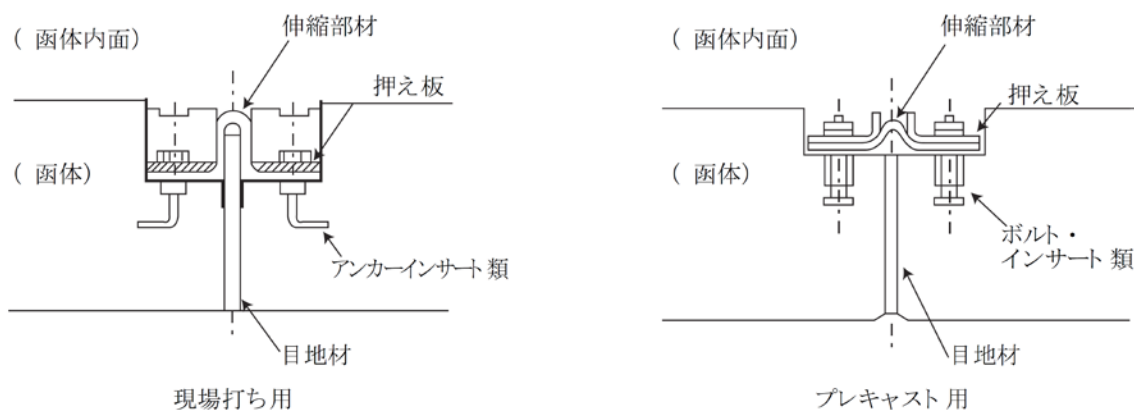 ( 函体内面)
伸縮部材
押え板
( 函体)
アンカーインサート 類
目地材
現場打ち用
( 函体内面)
伸縮部材
押え板
( 函体)
ボルト・
インサート 類
目地材
プレキャスト 用